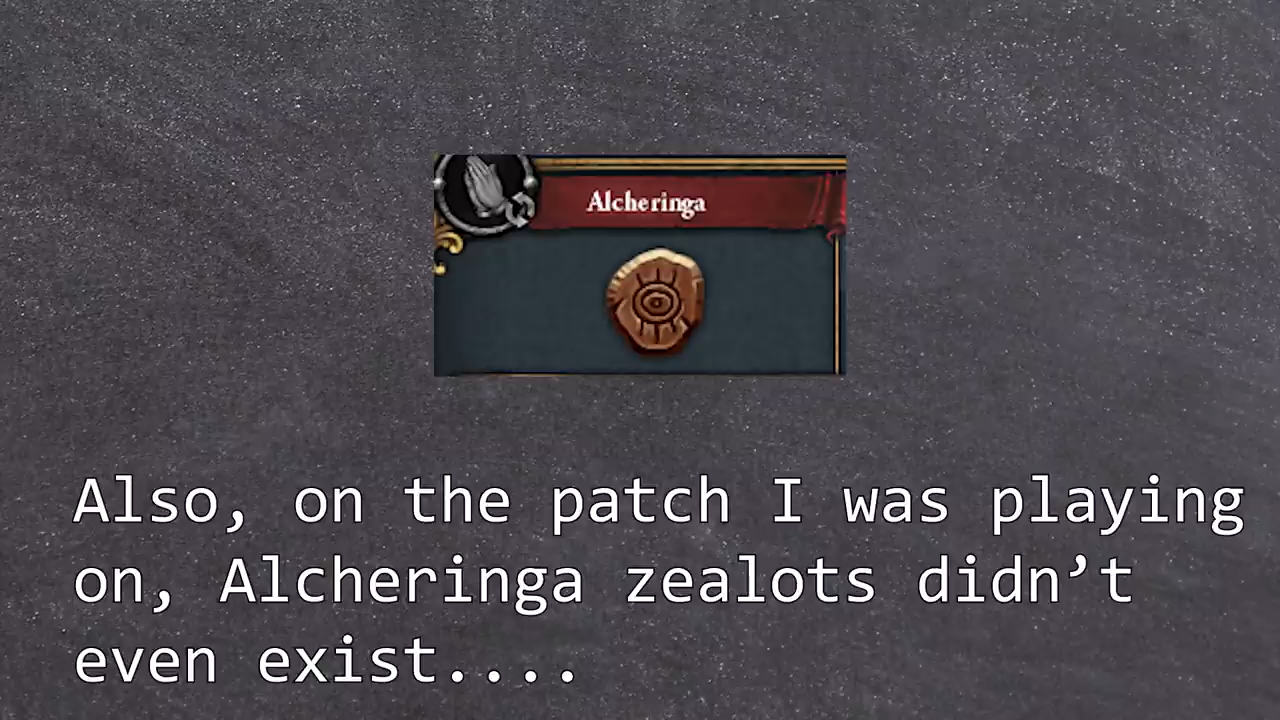 Alcheringa
Also, on the patch I was playing
on, Alcheringa zealots didn’t
even exist....